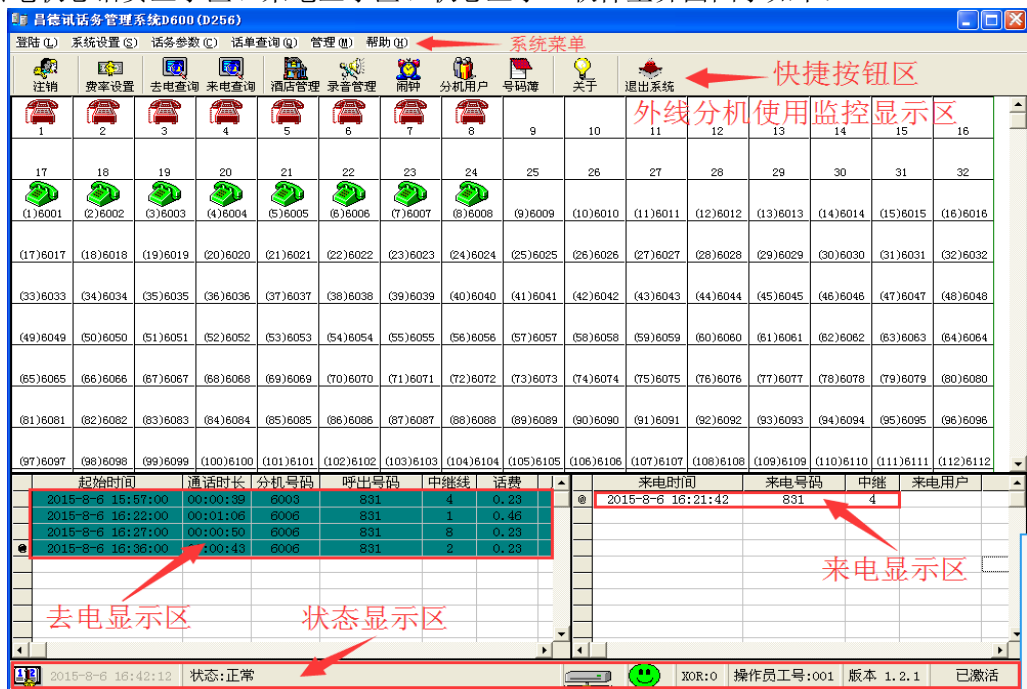 昌德讯话务管理系统D600(D256)
登陆(L) 系统设置(S) 话务参数(C) 话单查询(Q) 管理(M) 帮助(H) 系统菜单
注销 费率设置 去电查询 来电查询 酒店管理 录音管理 闹钟 分机用户 号码薄 关于 退出系统 快捷按钮区
外线分机使用监控显示区
1 2 3 4 5 6 7 8 9 10 11 12 13 14 15 16
17 18 19 20 21 22 23 24 25 26 27 28 29 30 31 32
(1)6001 (2)6002 (3)6003 (4)6004 (5)6005 (6)6006 (7)6007 (8)6008 (9)6009 (10)6010 (11)6011 (12)6012 (13)6013 (14)6014 (15)6015 (16)6016
(17)6017 (18)6018 (19)6019 (20)6020 (21)6021 (22)6022 (23)6023 (24)6024 (25)6025 (26)6026 (27)6027 (28)6028 (29)6029 (30)6030 (31)6031 (32)6032
(33)6033 (34)6034 (35)6035 (36)6036 (37)6037 (38)6038 (39)6039 (40)6040 (41)6041 (42)6042 (43)6043 (44)6044 (45)6045 (46)6046 (47)6047 (48)6048
(49)6049 (50)6050 (51)6051 (52)6052 (53)6053 (54)6054 (55)6055 (56)6056 (57)6057 (58)6058 (59)6059 (60)6060 (61)6061 (62)6062 (63)6063 (64)6064
(65)6065 (66)6066 (67)6067 (68)6068 (69)6069 (70)6070 (71)6071 (72)6072 (73)6073 (74)6074 (75)6075 (76)6076 (77)6077 (78)6078 (79)6079 (80)6080
(81)6081 (82)6082 (83)6083 (84)6084 (85)6085 (86)6086 (87)6087 (88)6088 (89)6089 (90)6090 (91)6091 (92)6092 (93)6093 (94)6094 (95)6095 (96)6096
(97)6097 (98)6098 (99)6099 (100)6100 (101)6101 (102)6102 (103)6103 (104)6104 (105)6105 (106)6106 (107)6107 (108)6108 (109)6109 (110)6110 (111)6111 (112)6112
起始时间 通话时长 分机号码 呼出号码 中继线 话费
2015-8-6 15:57:00 00:00:39 6003 831 4 0.23
2015-8-6 16:22:00 00:01:06 6006 831 1 0.46
2015-8-6 16:27:00 00:00:50 6006 831 8 0.23
2015-8-6 16:36:00 00:00:43 6006 831 2 0.23
去电显示区
状态显示区
来电时间 来电号码 中继 来电用户
@ 2015-8-6 16:21:42 831 4
来电显示区
2015-8-6 16:42:12 状态:正常 XOR:0 操作员工号:001 版本 1.2.1 已激活